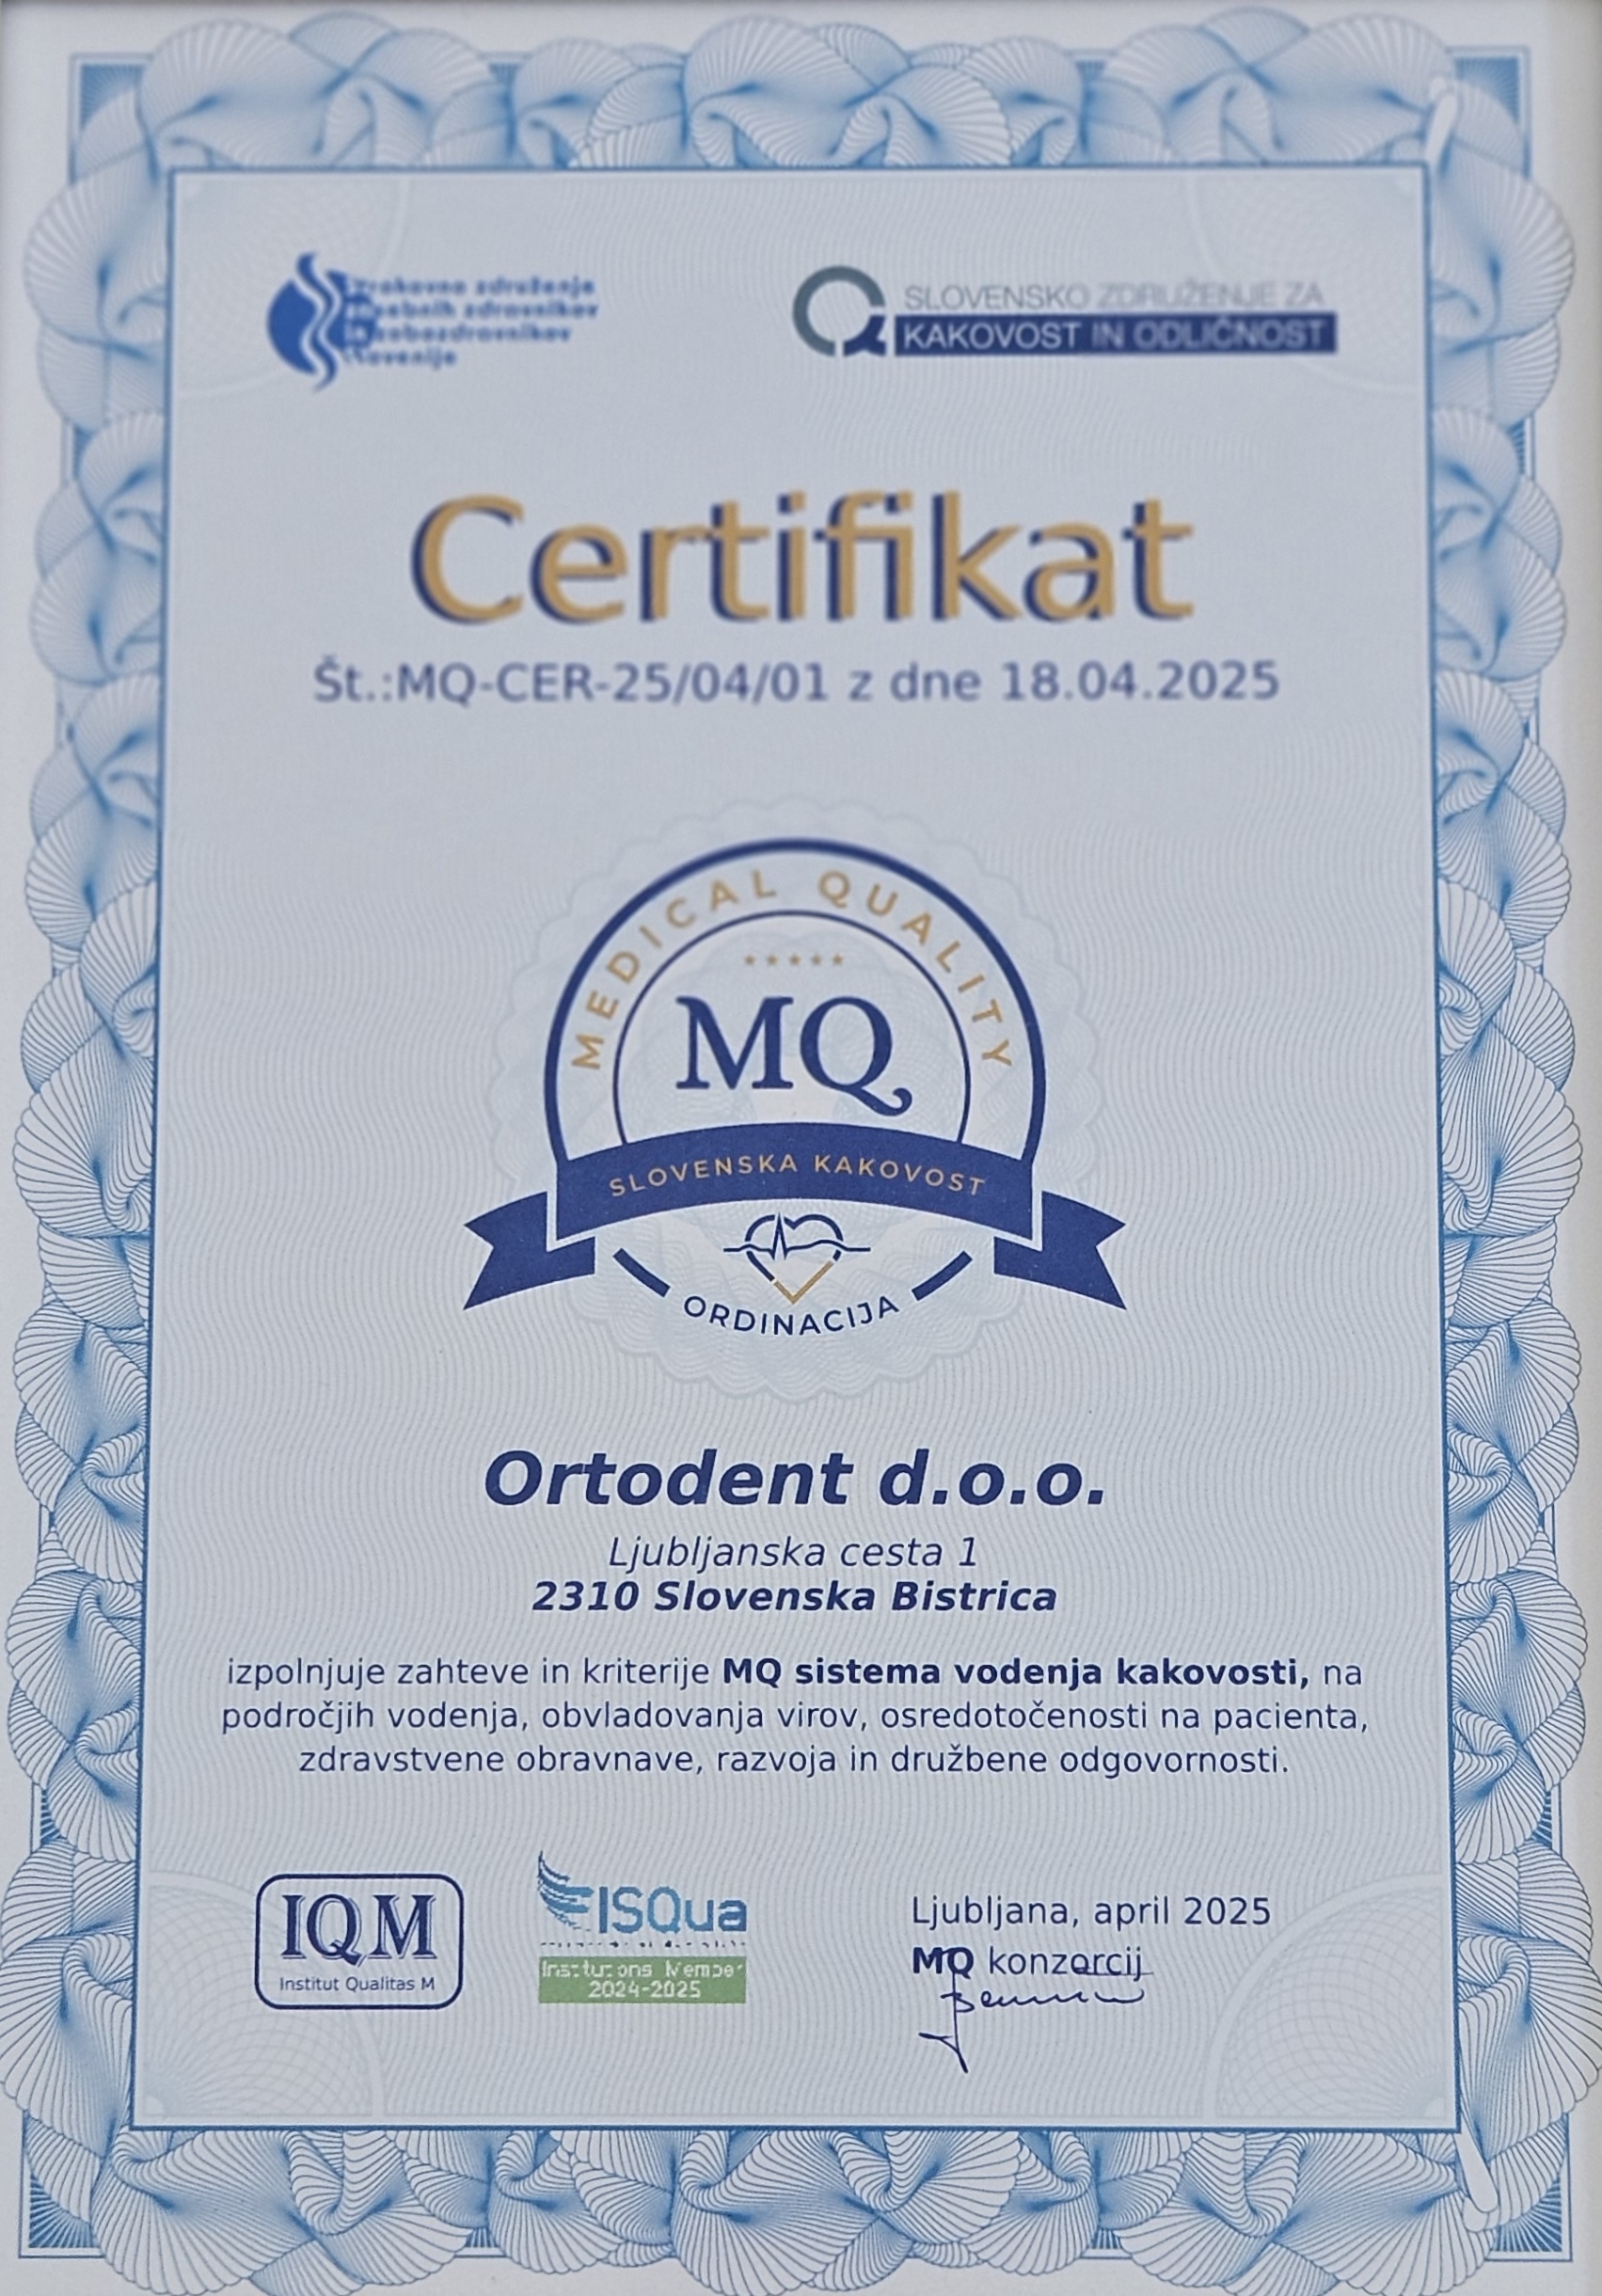 Strokovno združenje
zasebnih zdravnikov
in zobozdravnikov
Slovenije
SLOVENSKO ZDRUŽENJE ZA
KAKOVOST IN ODLIČNOST
Certifikat
Št.:MQ-CER-25/04/01 z dne 18.04.2025
MEDICAL QUALITY
MQ
SLOVENSKA KAKOVOST
ORDINACIJA
Ortodent d.o.o.
Ljubljanska cesta 1
2310 Slovenska Bistrica
izpolnjuje zahteve in kriterije MQ sistema vodenja kakovosti, na
področjih vodenja, obvladovanja virov, osredotočenosti na pacienta,
zdravstvene obravnave, razvoja in družbene odgovornosti.
IQM
Institut Qualitas M
ISQua
Institutions Member
2024-2025
Ljubljana, april 2025
MQ konzorcij